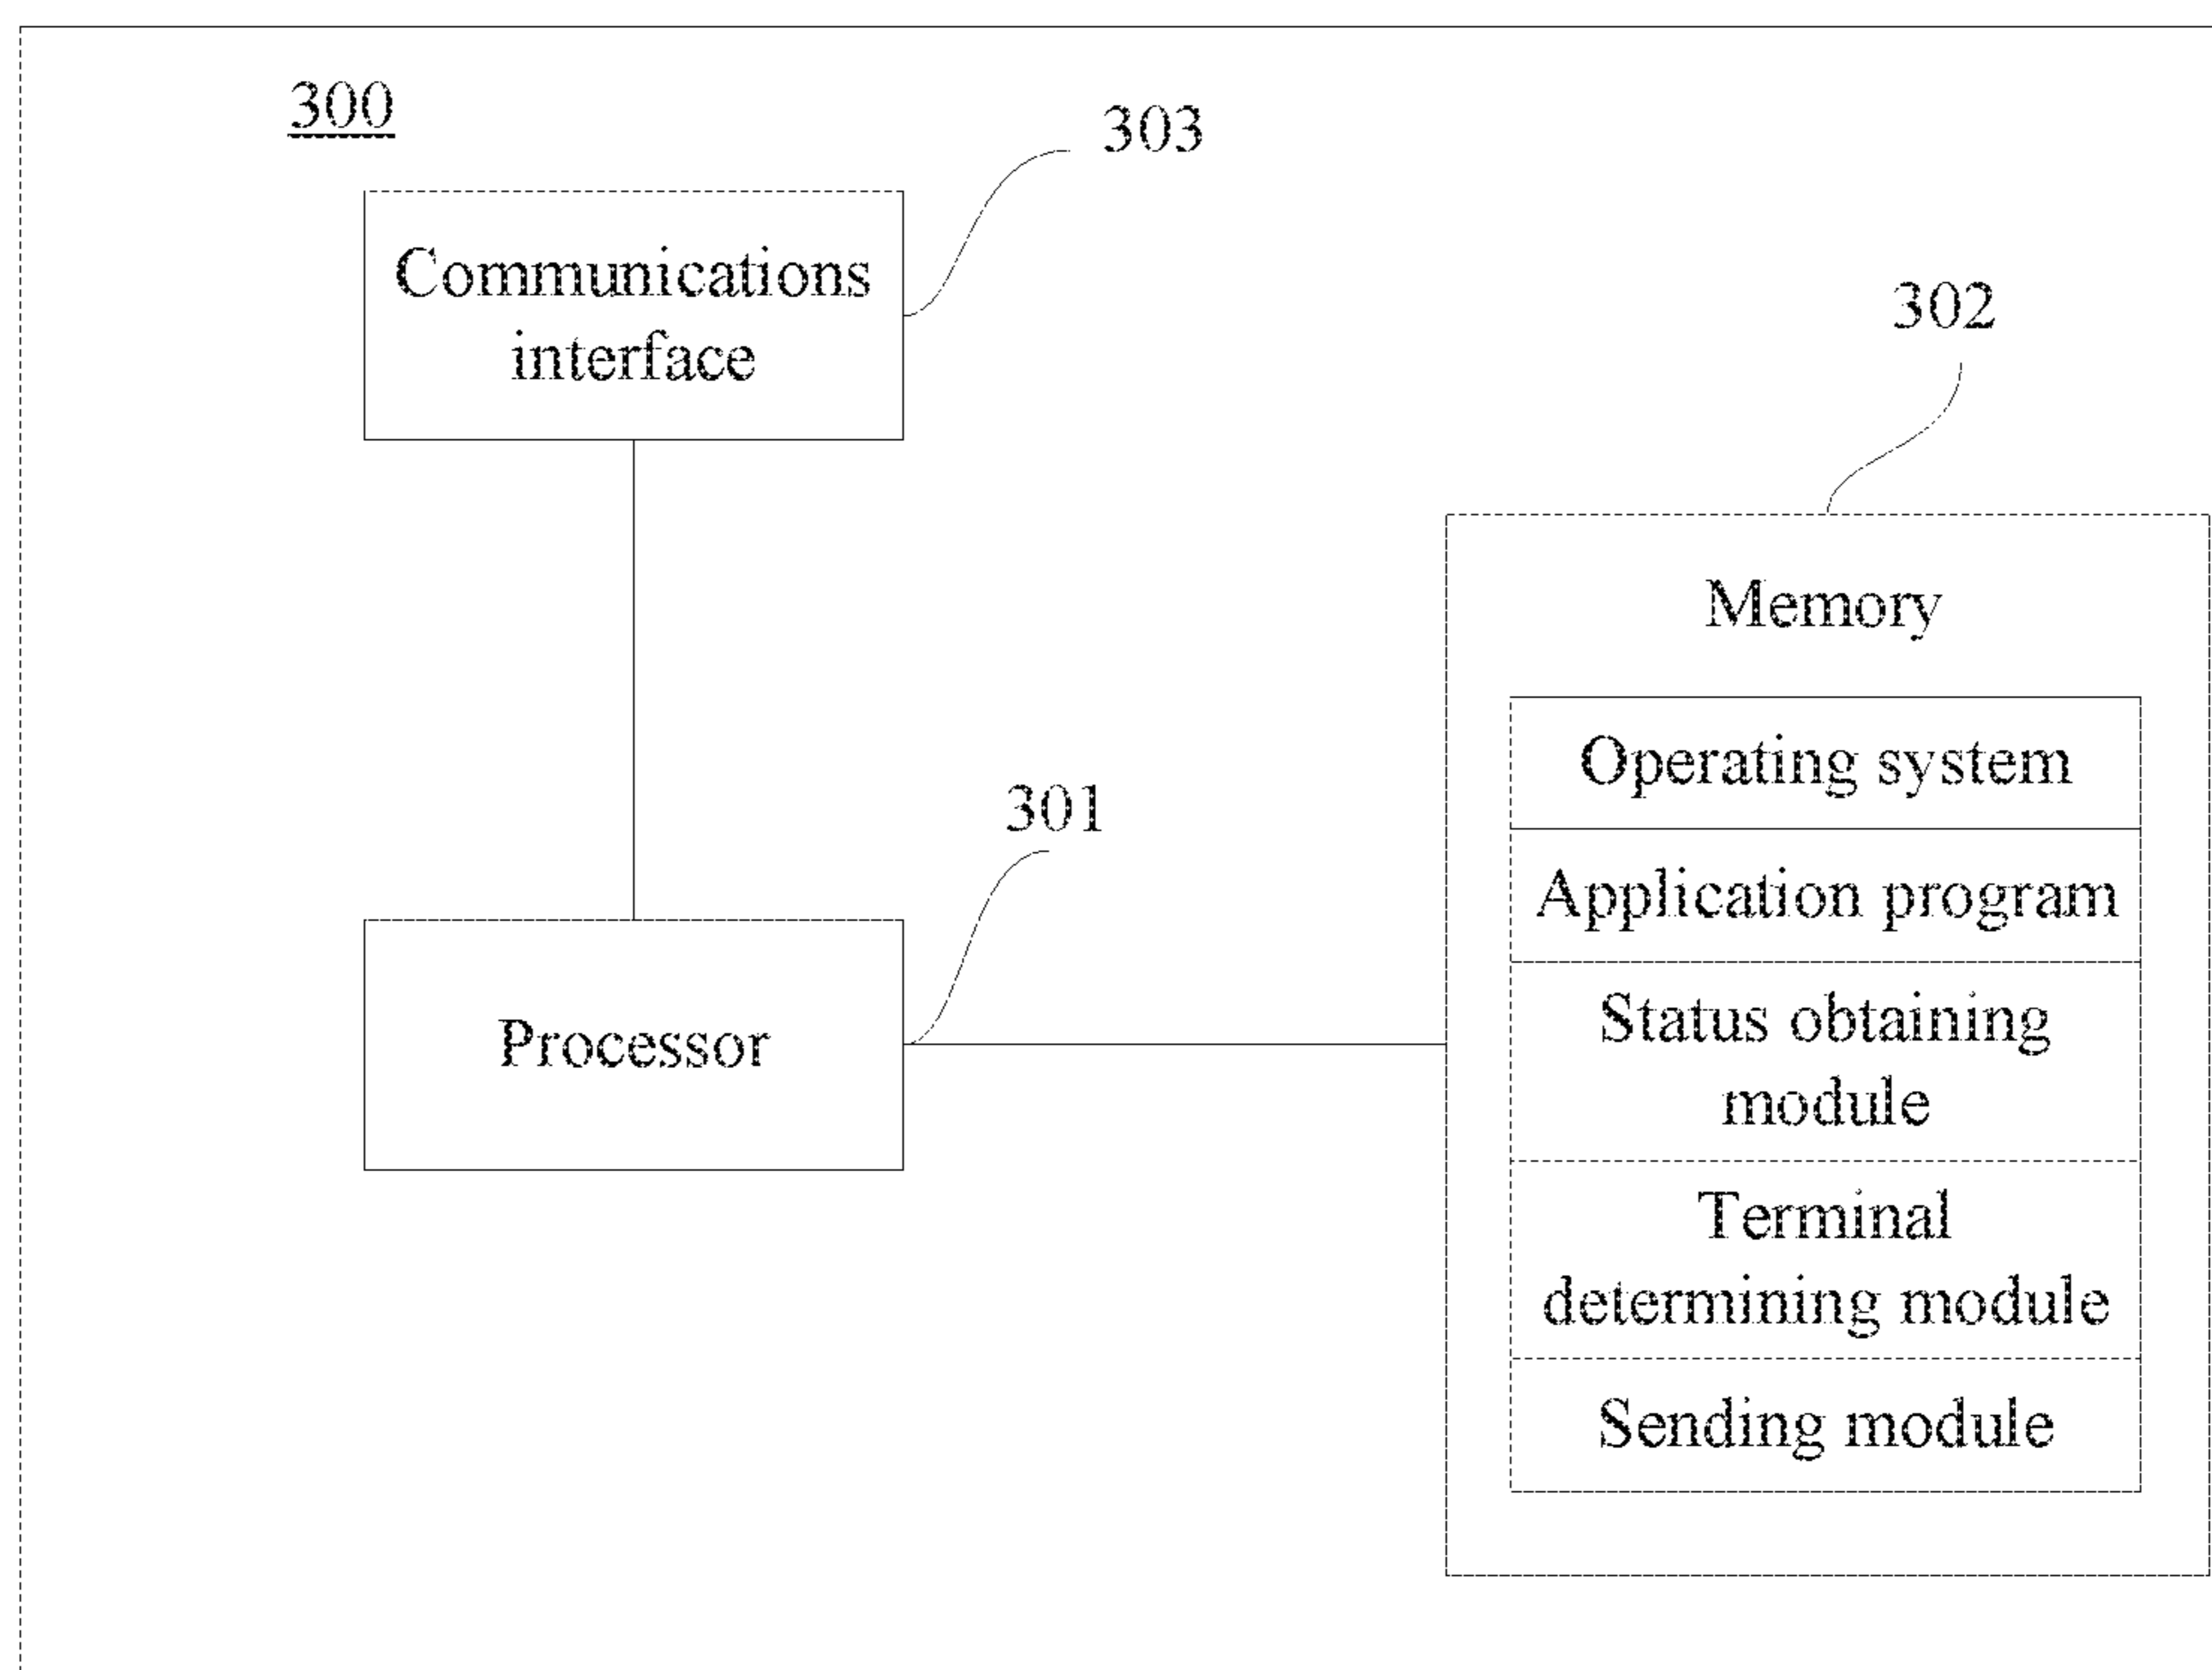 300
303
Communications
interface
302
Memory
Operating system
301
Application program
Processor
Status obtaining
module
Terminal
determining module
Sending module